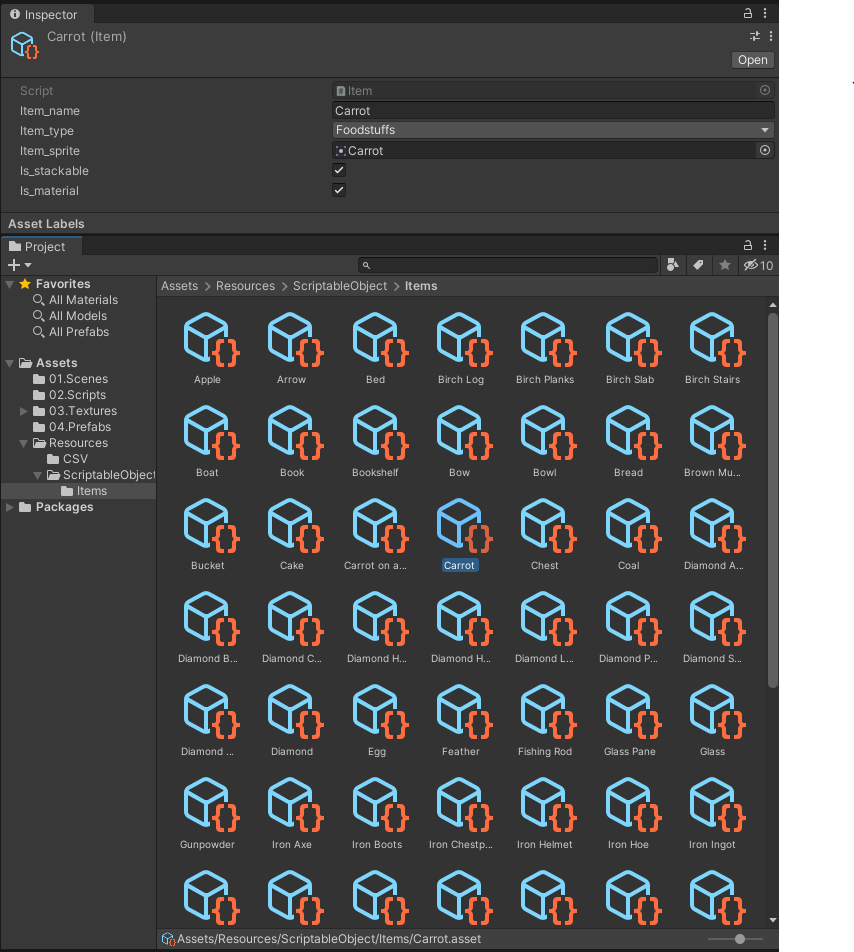 Inspector
Carrot (Item)
Open
Script Item
Item_name Carrot
Item_type Foodstuffs
Item_sprite Carrot
Is_stackable
Is_material
Asset Labels
Project
10
Favorites
All Materials
All Models
All Prefabs
Assets
01.Scenes
02.Scripts
03.Textures
04.Prefabs
Resources
CSV
ScriptableObject
Items
Packages
Assets > Resources > ScriptableObject > Items
Apple Arrow Bed Birch Log Birch Planks Birch Slab Birch Stairs
Boat Book Bookshelf Bow Bowl Bread Brown Mu...
Bucket Cake Carrot on a... Carrot Chest Coal Diamond A...
Diamond B... Diamond C... Diamond H... Diamond H... Diamond L... Diamond P... Diamond S...
Diamond ... Diamond Egg Feather Fishing Rod Glass Pane Glass
Gunpowder Iron Axe Iron Boots Iron Chestp... Iron Helmet Iron Hoe Iron Ingot
Assets/Resources/ScriptableObject/Items/Carrot.asset